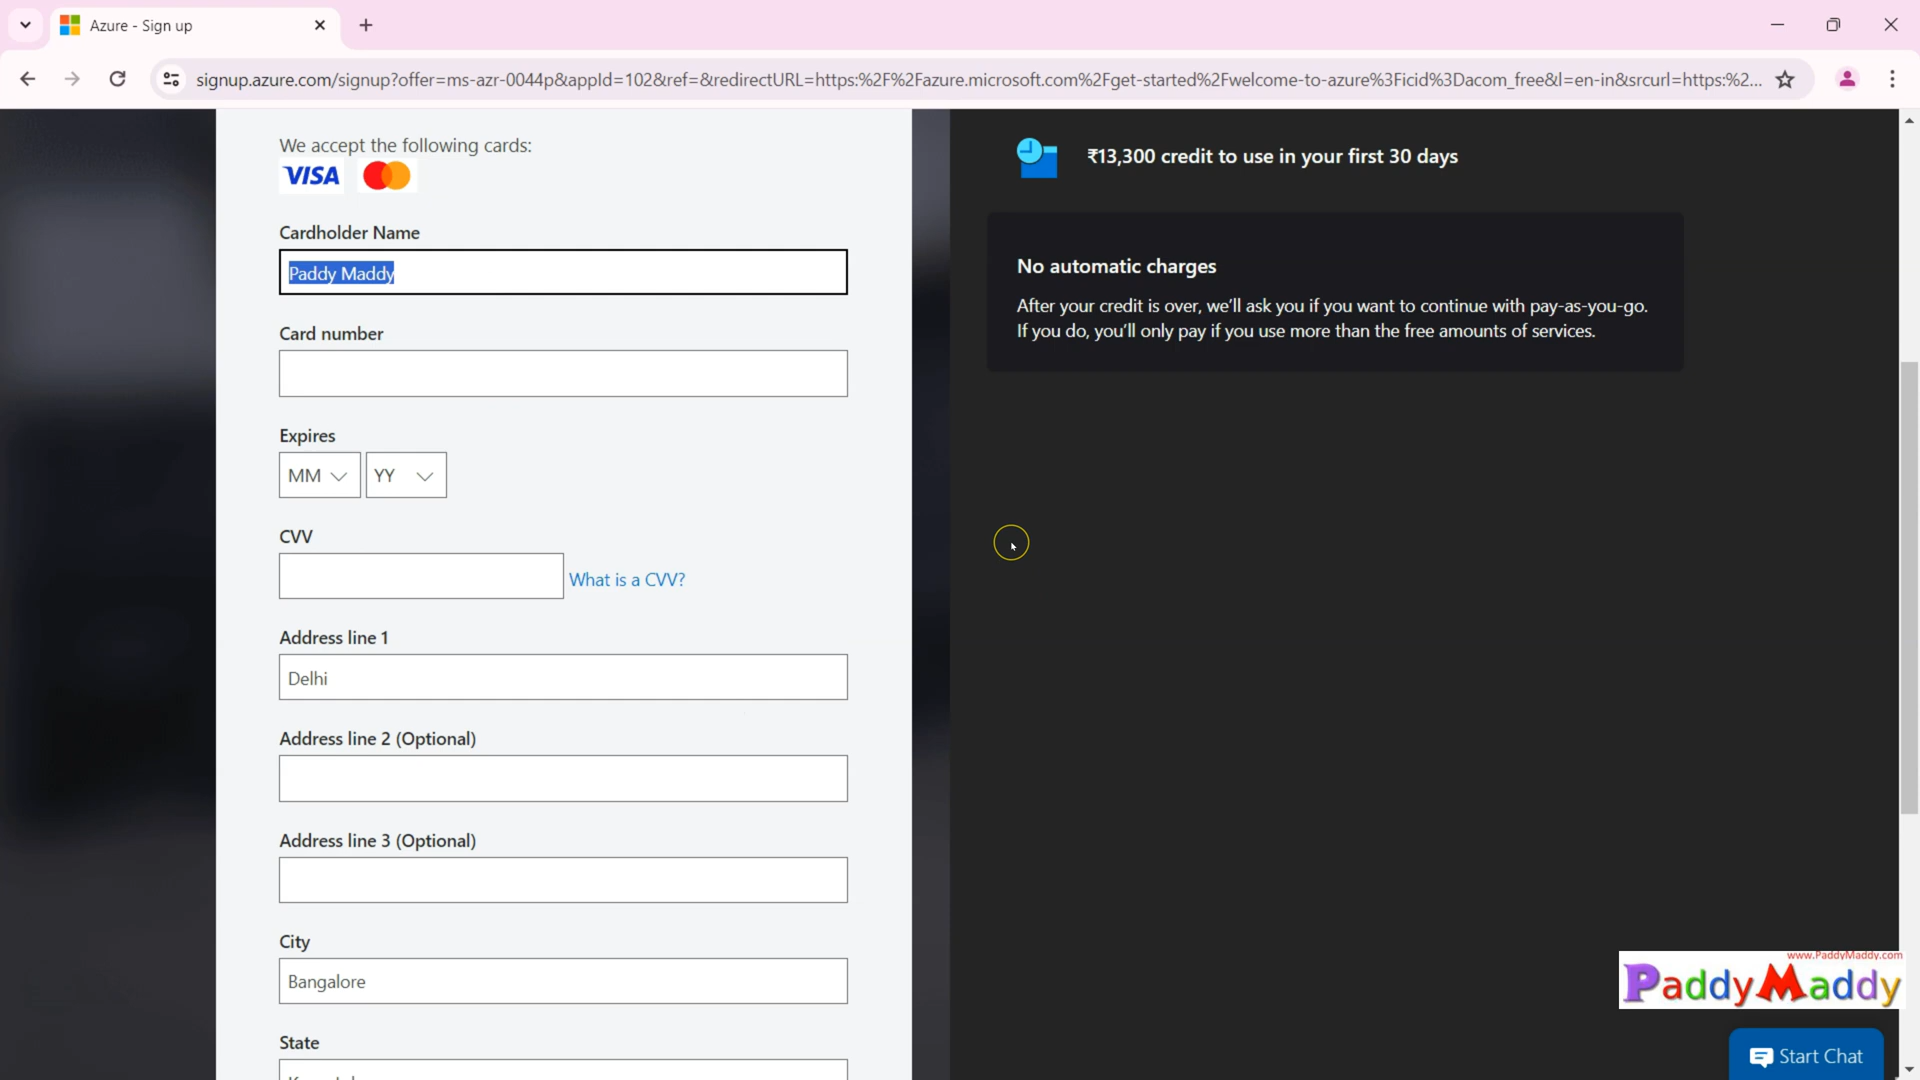 Azure - Sign up
signup.azure.com/signup?offer=ms-azr-0044p&appId=102&ref=&redirectURL=https:%2F%2Fazure.microsoft.com%2Fget-started%2Fwelcome-to-azure%3Ficid%3Dacom_free&l=en-in&srcurl=https:%2...
We accept the following cards:
VISA
Cardholder Name
Paddy Maddy
Card number
Expires
MM YY
CVV
What is a CVV?
Address line 1
Delhi
Address line 2 (Optional)
Address line 3 (Optional)
City
Bangalore
State
₹13,300 credit to use in your first 30 days
No automatic charges
After your credit is over, we'll ask you if you want to continue with pay-as-you-go.
If you do, you'll only pay if you use more than the free amounts of services.
www.PaddyMaddy.com
PaddyMaddy
Start Chat